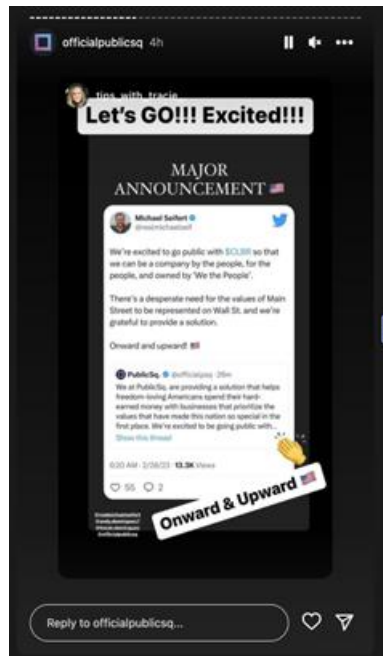 officialpublicsq 4h
tips_with_tracie
Let's GO!!! Excited!!!
MAJOR
ANNOUNCEMENT 🇺🇸
Michael Seifert
@realmichaelseif
We're excited to go public with $CLBR so that
we can be a company by the people, for the
people, and owned by 'We the People'.
There's a desperate need for the values of Main
Street to be represented on Wall St. and we're
grateful to provide a solution.
Onward and upward! 🇺🇸
PublicSq. @officialpsq · 26m
We at PublicSq. are providing a solution that helps
freedom-loving Americans spend their hard-
earned money with businesses that prioritize the
values that have made this nation so special in the
first place. We're excited to be going public with...
Show this thread
👏
6:20 AM · 2/28/23 · 13.3K Views
55 2
Onward & Upward 🇺🇸
@officialpublicsq
Reply to officialpublicsq...